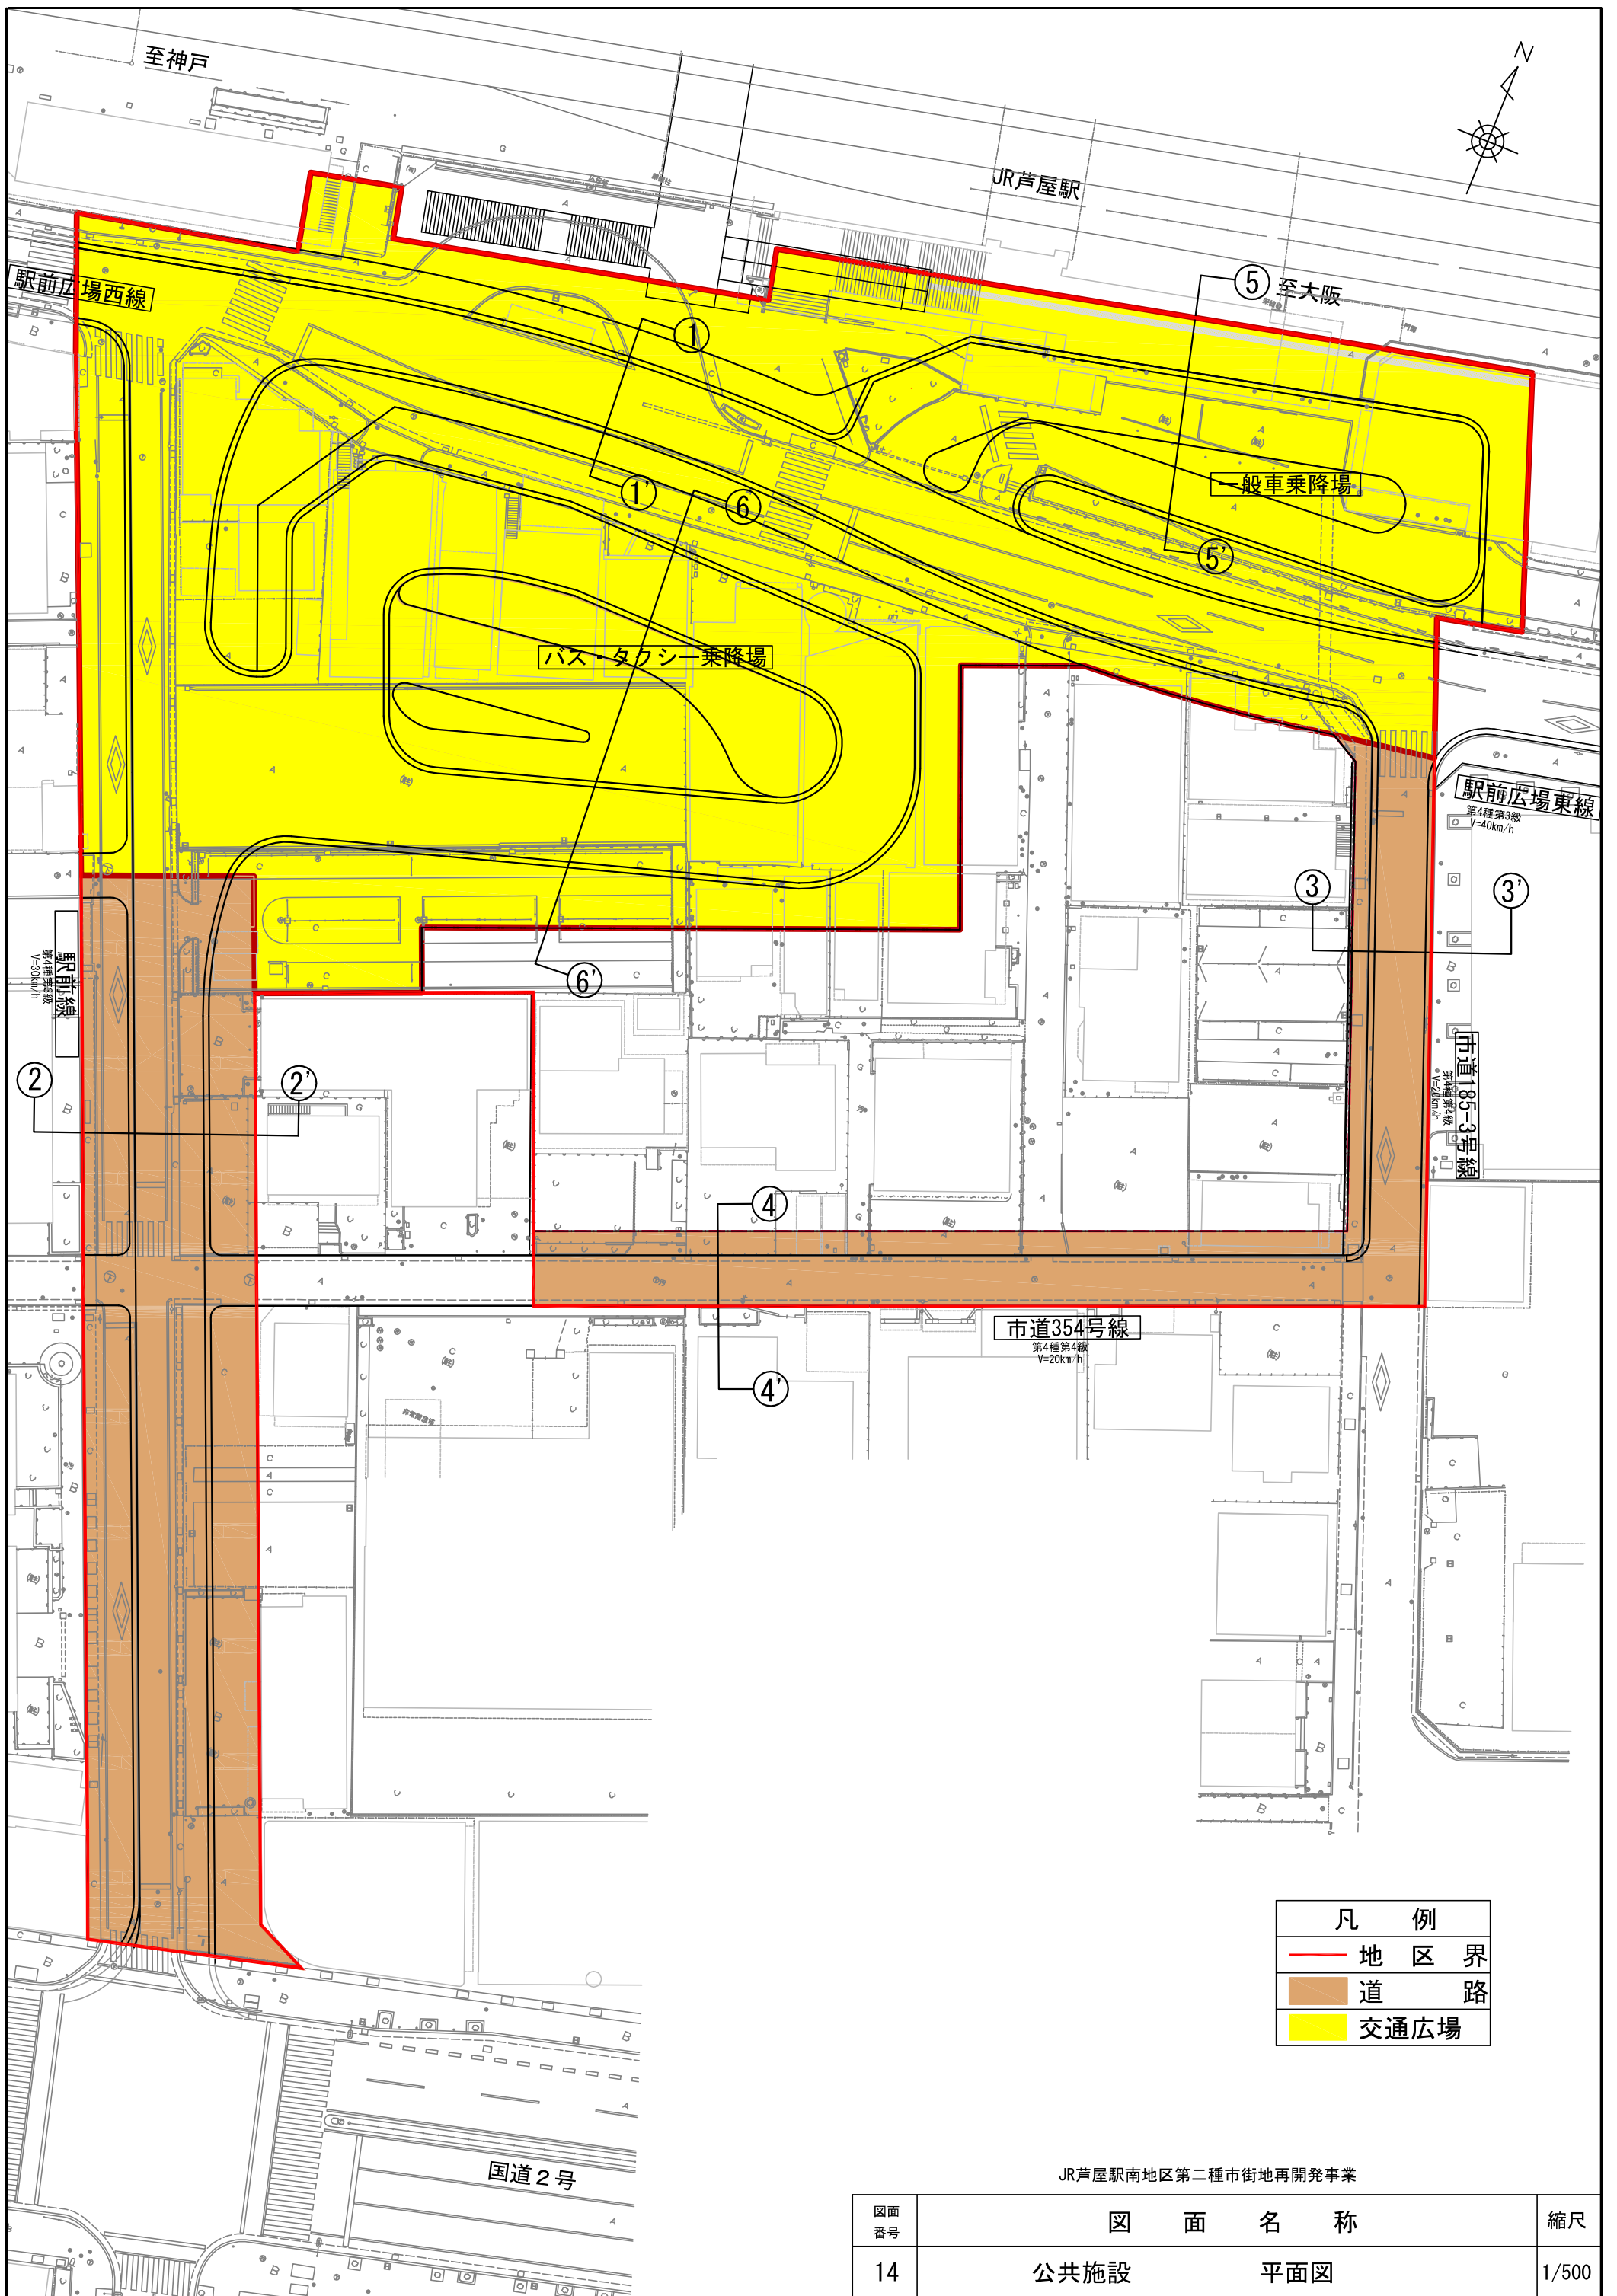 至神戸
N
JR芦屋駅
⑤ 至大阪
駅前広場西線
①
一般車乗降場
①'
⑥
⑤'
バス・タクシー乗降場
駅前広場東線
第4種第3級
V=40km/h
③
③'
駅前線
第4種第3級
V=30km/h
⑥'
市道185-3号線
第4種第4級
V=20km/h
②
②'
④
市道354号線
第4種第4級
V=20km/h
④'
凡 例
地 区 界
道 路
交通広場
国道2号
JR芦屋駅南地区第二種市街地再開発事業
図面番号
図 面 名 称
縮尺
14
公共施設 平面図
1/500